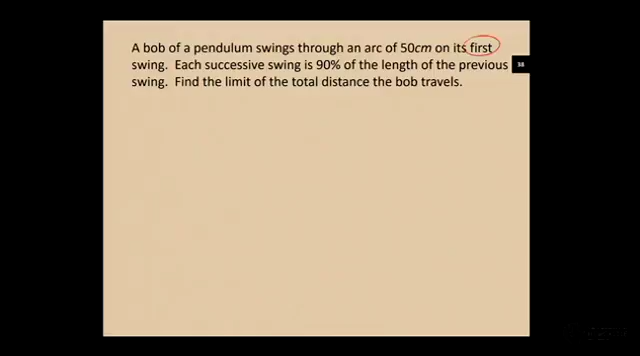 A bob of a pendulum swings through an arc of 50cm on its first
swing. Each successive swing is 90% of the length of the previous
38
swing. Find the limit of the total distance the bob travels.